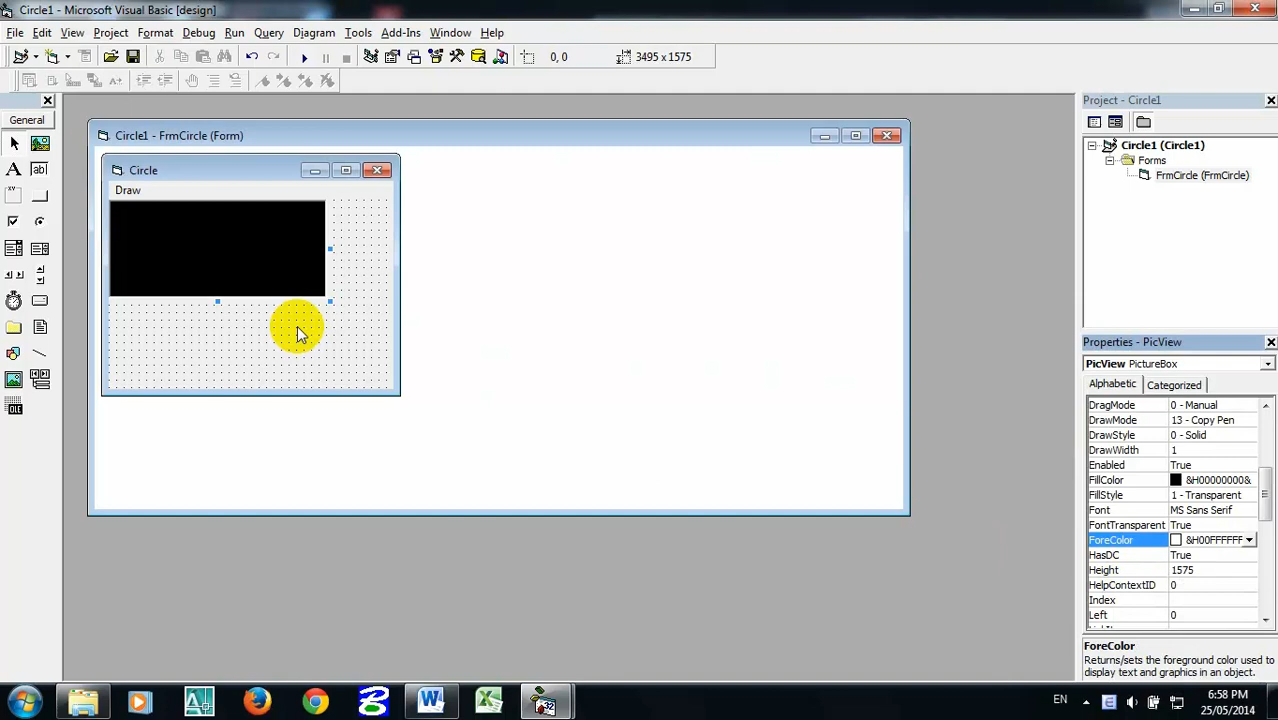 Circle1 - Microsoft Visual Basic [design]
File Edit View Project Format Debug Run Query Diagram Tools Add-Ins Window Help
0, 0 3495 x 1575
General
Circle1 - FrmCircle (Form)
Circle
Draw
A
ab|
XY
OLE
Project - Circle1
Circle1 (Circle1)
Forms
FrmCircle (FrmCircle)
Properties - PicView
PicView PictureBox
Alphabetic Categorized
DragMode 0 - Manual
DrawMode 13 - Copy Pen
DrawStyle 0 - Solid
DrawWidth 1
Enabled True
FillColor &H00000000&
FillStyle 1 - Transparent
Font MS Sans Serif
FontTransparent True
ForeColor &H00FFFFFF
HasDC True
Height 1575
HelpContextID 0
Index
Left 0
ForeColor
Returns/sets the foreground color used to
display text and graphics in an object.
EN
6:58 PM
25/05/2014